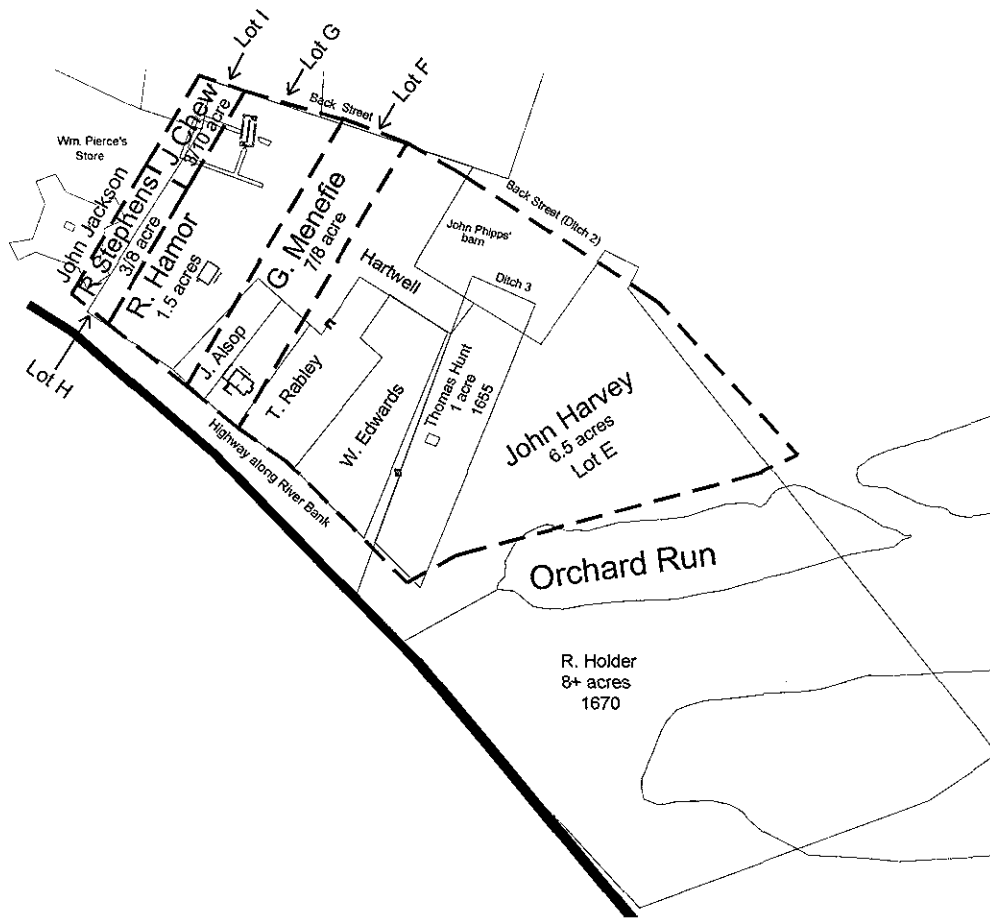 Lot I
Lot G
Lot F
Back Street
Wm. Pierce's
Store
John Jackson
R. Stephens
3/8 acre
J. Chew
3/10 acre
R. Hamor
1.5 acres
G. Menefie
7/8 acre
Hartwell
John Phipps'
barn
Back Street (Ditch 2)
Ditch 3
Lot H
J. Alsop
T. Rabley
W. Edwards
Thomas Hunt
1 acre
1655
John Harvey
6.5 acres
Lot E
Highway along River Bank
Orchard Run
R. Holder
8+ acres
1670